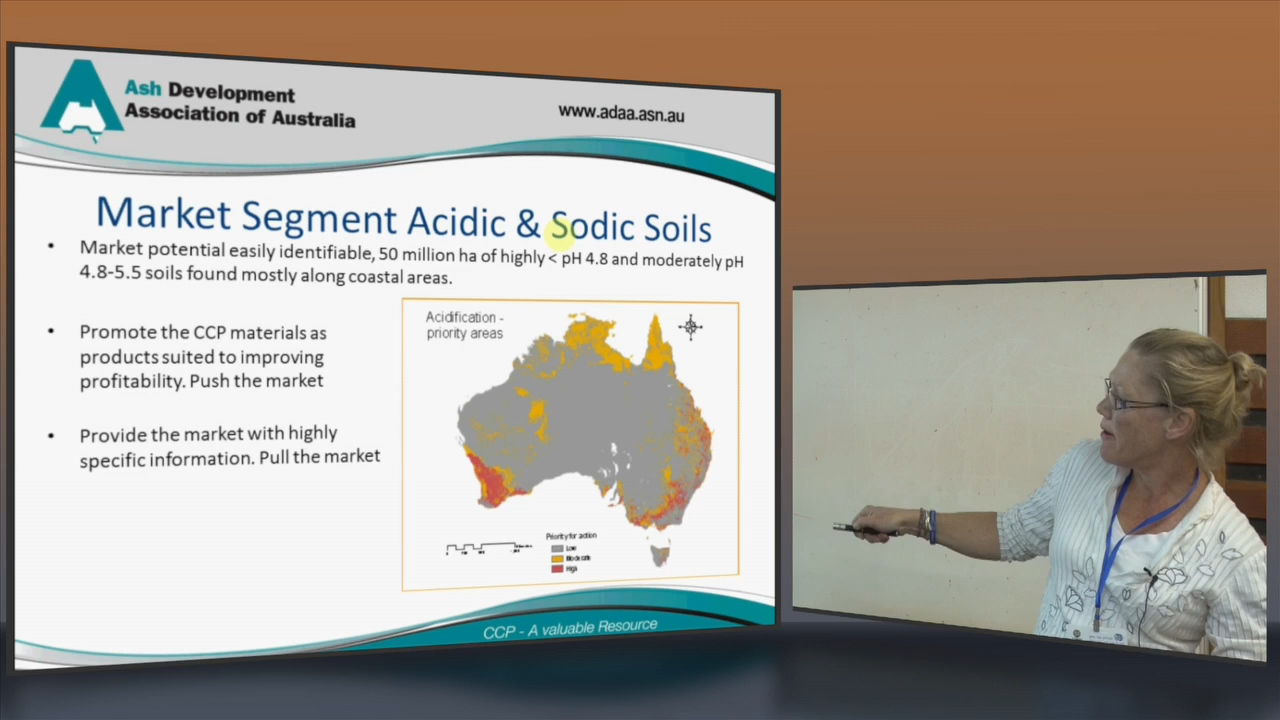 Ash Development
Association of Australia
www.adaa.asn.au
Market Segment Acidic & Sodic Soils
• Market potential easily identifiable, 50 million ha of highly < pH 4.8 and moderately pH
4.8-5.5 soils found mostly along coastal areas.
• Promote the CCP materials as
products suited to improving
profitability. Push the market
• Provide the market with highly
specific information. Pull the market
Acidification -
priority areas
Priority for action
Low
Moderate
High
CCP - A valuable Resource